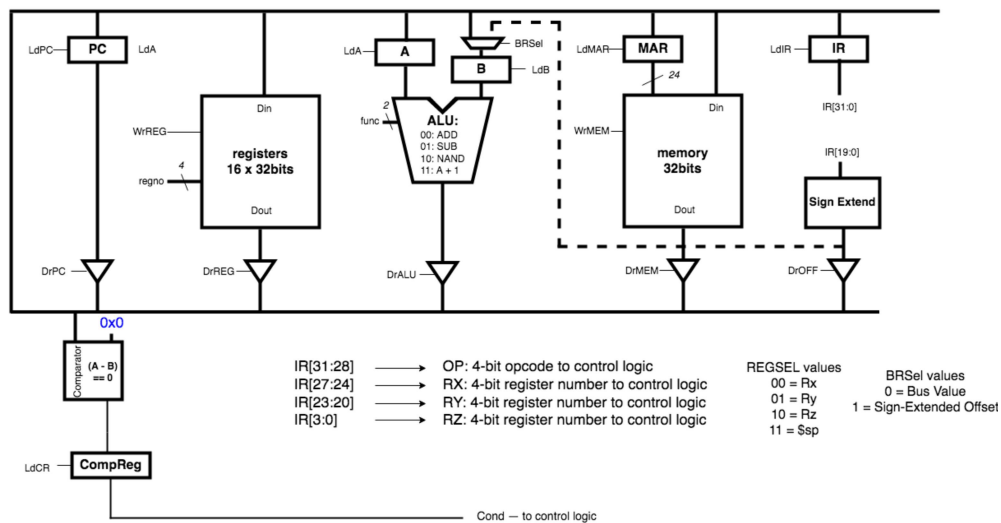 LdPC
PC
LdA
LdA
A
BRSel
B
LdB
LdMAR
MAR
24
LdIR
IR
IR[31:0]
Din
WrREG
registers
16 x 32bits
4
regno
Dout
2
func
ALU:
00: ADD
01: SUB
10: NAND
11: A + 1
Din
WrMEM
memory
32bits
Dout
IR[19:0]
Sign Extend
DrPC
DrREG
DrALU
DrMEM
DrOFF
0x0
Comparator
(A - B)
== 0
LdCR
CompReg
Cond — to control logic
IR[31:28] OP: 4-bit opcode to control logic
IR[27:24] RX: 4-bit register number to control logic
IR[23:20] RY: 4-bit register number to control logic
IR[3:0] RZ: 4-bit register number to control logic
REGSEL values
00 = Rx
01 = Ry
10 = Rz
11 = $sp
BRSel values
0 = Bus Value
1 = Sign-Extended Offset